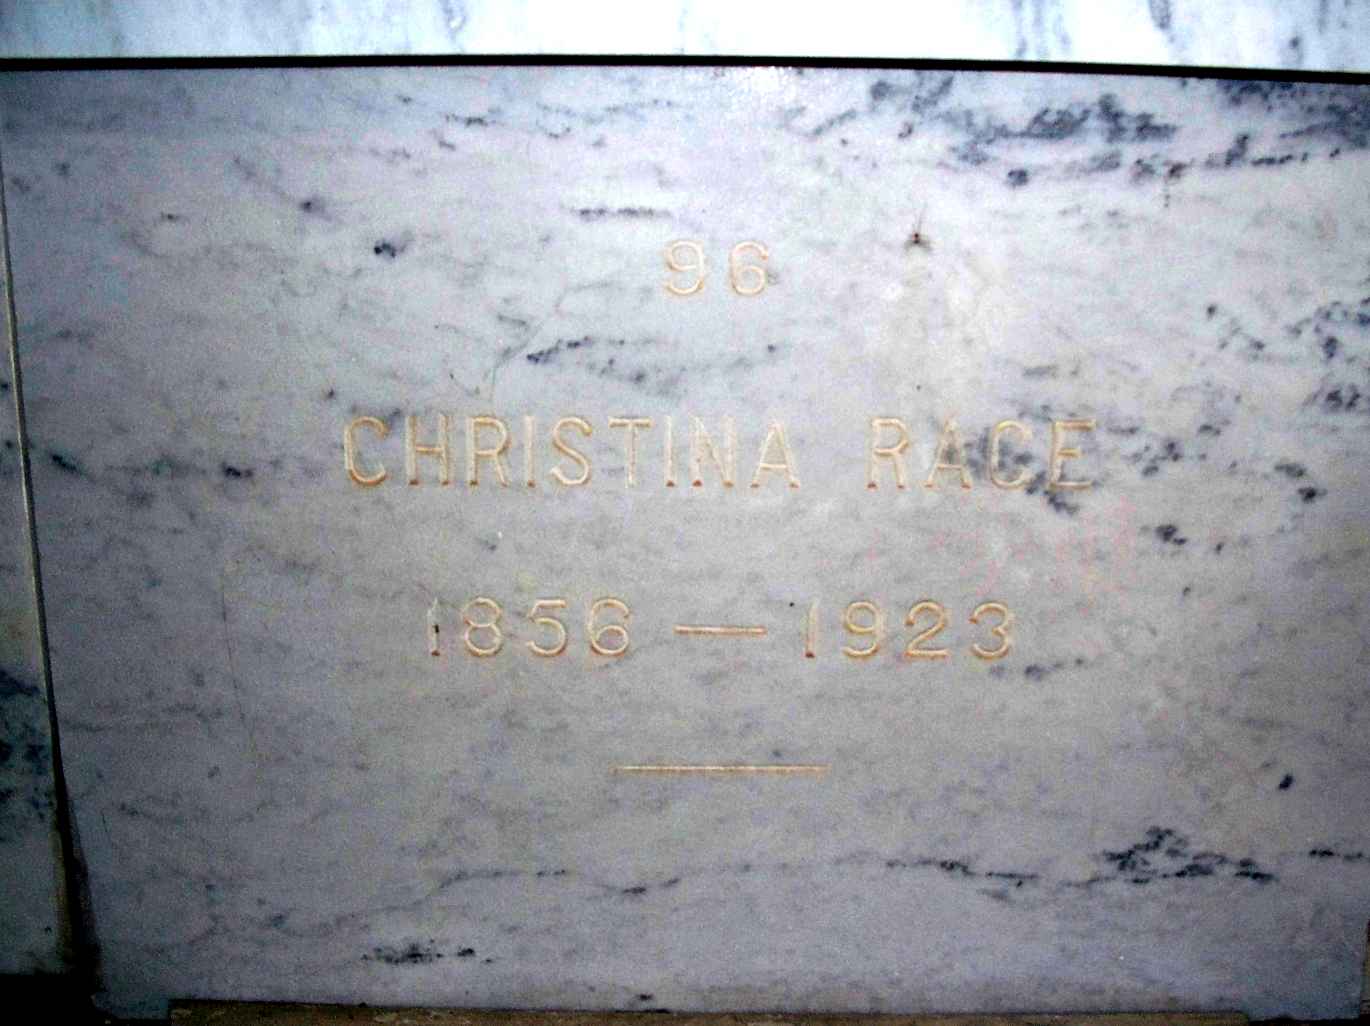 96
CHRISTINA RACE
1856 — 1923